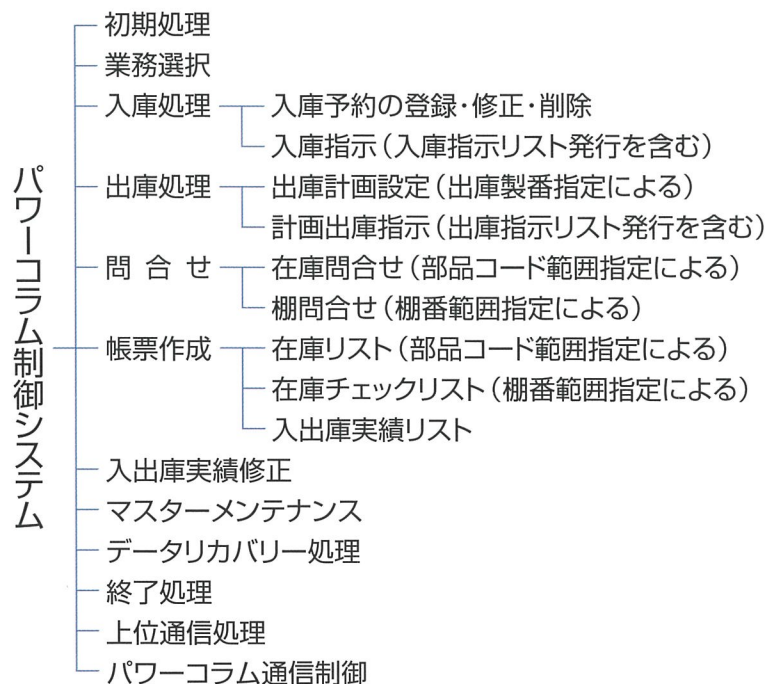 パワーコラム制御システム
初期処理
業務選択
入庫処理
入庫予約の登録・修正・削除
入庫指示(入庫指示リスト発行を含む)
出庫処理
出庫計画設定(出庫製番指定による)
計画出庫指示(出庫指示リスト発行を含む)
問合せ
在庫問合せ(部品コード範囲指定による)
棚問合せ(棚番範囲指定による)
帳票作成
在庫リスト(部品コード範囲指定による)
在庫チェックリスト(棚番範囲指定による)
入出庫実績リスト
入出庫実績修正
マスターメンテナンス
データリカバリー処理
終了処理
上位通信処理
パワーコラム通信制御